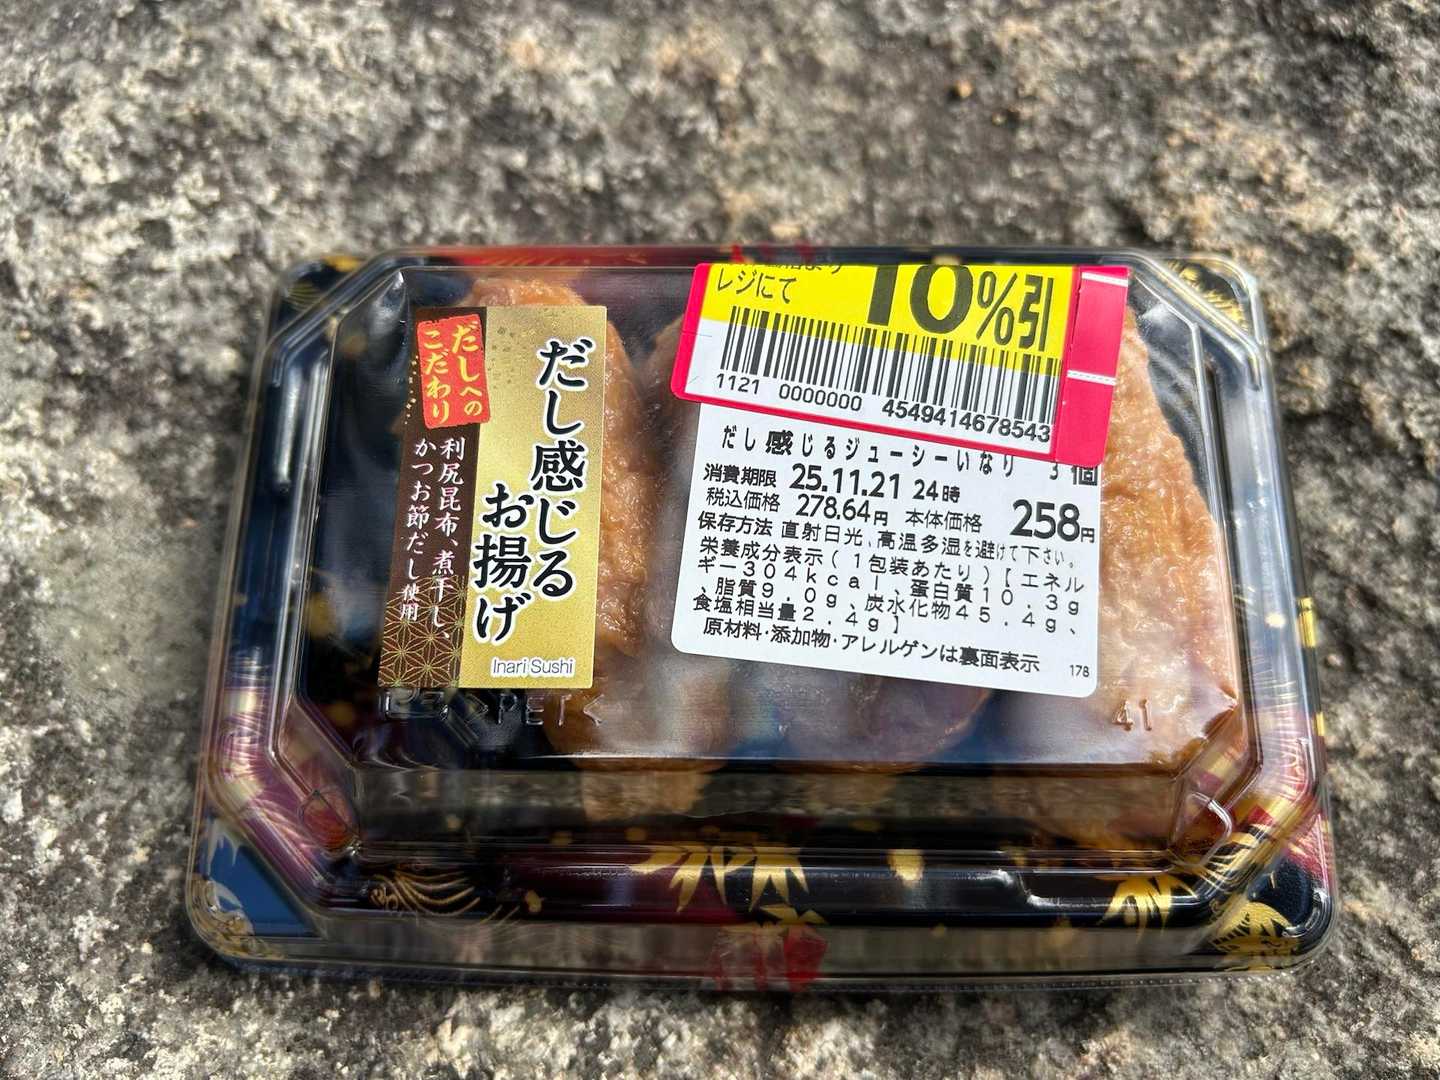 だしへの
こだわり
利尻昆布、煮干し、
かつお節だし使用
だし感じる
お揚げ
Inari Sushi
レジにて
10%引
1121 0000000 4549414678543
だし感じるジューシーいなり 3個
消費期限 25.11.21 24時
税込価格 278.64円 本体価格 258円
保存方法 直射日光、高温多湿を避けて下さい。
栄養成分表示(1包装あたり)【エネル
ギー304kcal、蛋白質10.3g
、脂質9.0g、炭水化物45.4g、
食塩相当量2.4g】
原材料・添加物・アレルゲンは裏面表示
178
>PET<
41